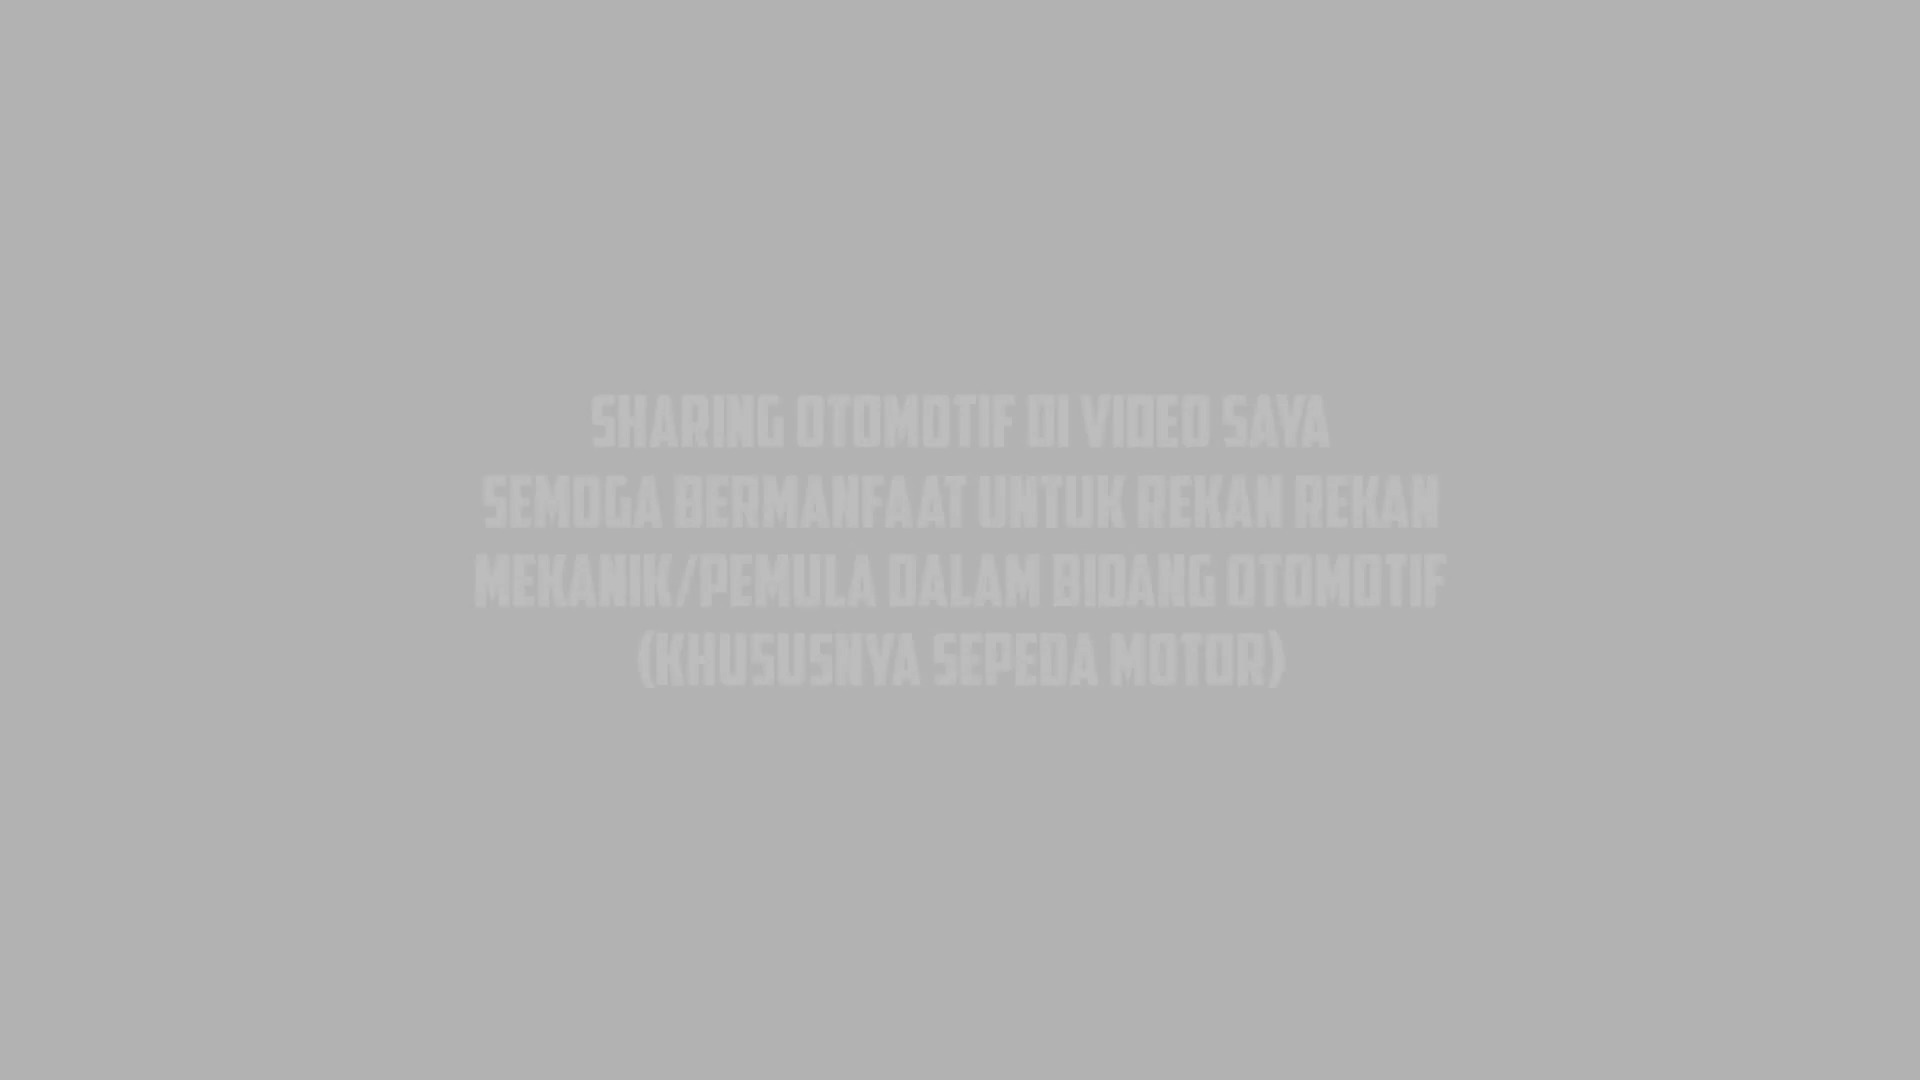 SHARING OTOMOTIF DI VIDEO SAYA
SEMOGA BERMANFAAT UNTUK REKAN REKAN
MEKANIK/PEMULA DALAM BIDANG OTOMOTIF
(KHUSUSNYA SEPEDA MOTOR)